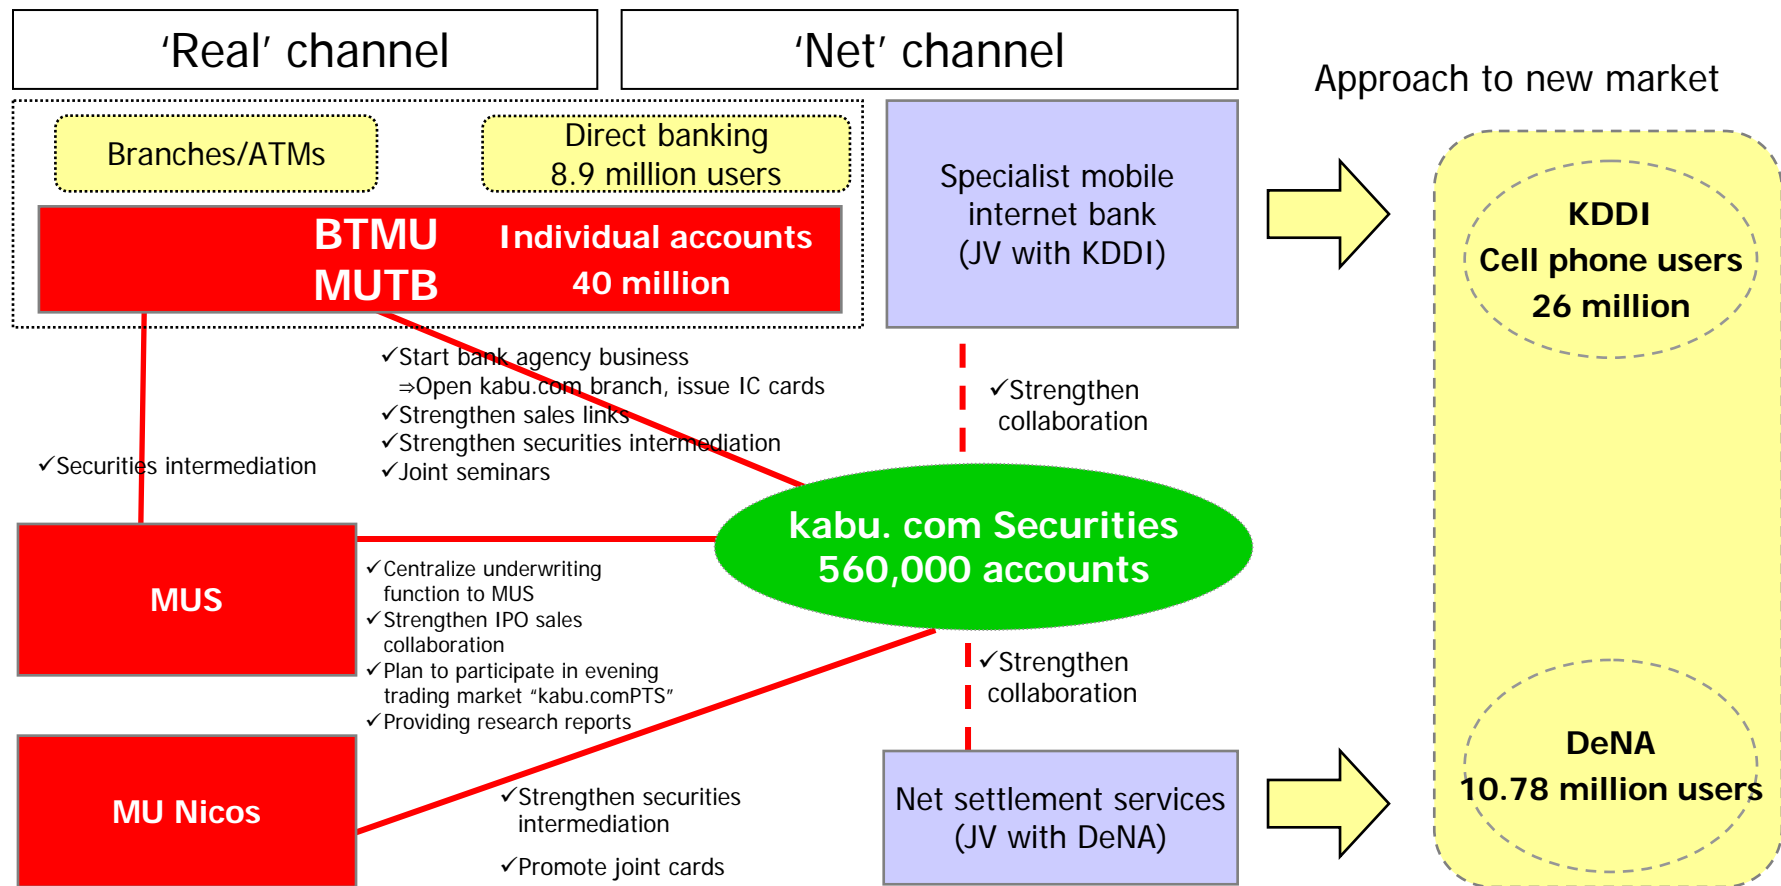 ‘Real’ channel
‘Net’ channel
Approach to new market
Branches/ATMs
Direct banking
8.9 million users
BTMU
MUTB
Individual accounts
40 million
Specialist mobile
internet bank
(JV with KDDI)
KDDI
Cell phone users
26 million
✓Start bank agency business
⇒Open kabu.com branch, issue IC cards
✓Strengthen sales links
✓Strengthen securities intermediation
✓Joint seminars
✓Strengthen
collaboration
✓Securities intermediation
kabu. com Securities
560,000 accounts
MUS
✓Centralize underwriting
function to MUS
✓Strengthen IPO sales
collaboration
✓Plan to participate in evening
trading market “kabu.comPTS”
✓Providing research reports
✓Strengthen
collaboration
MU Nicos
✓Strengthen securities
intermediation
✓Promote joint cards
Net settlement services
(JV with DeNA)
DeNA
10.78 million users